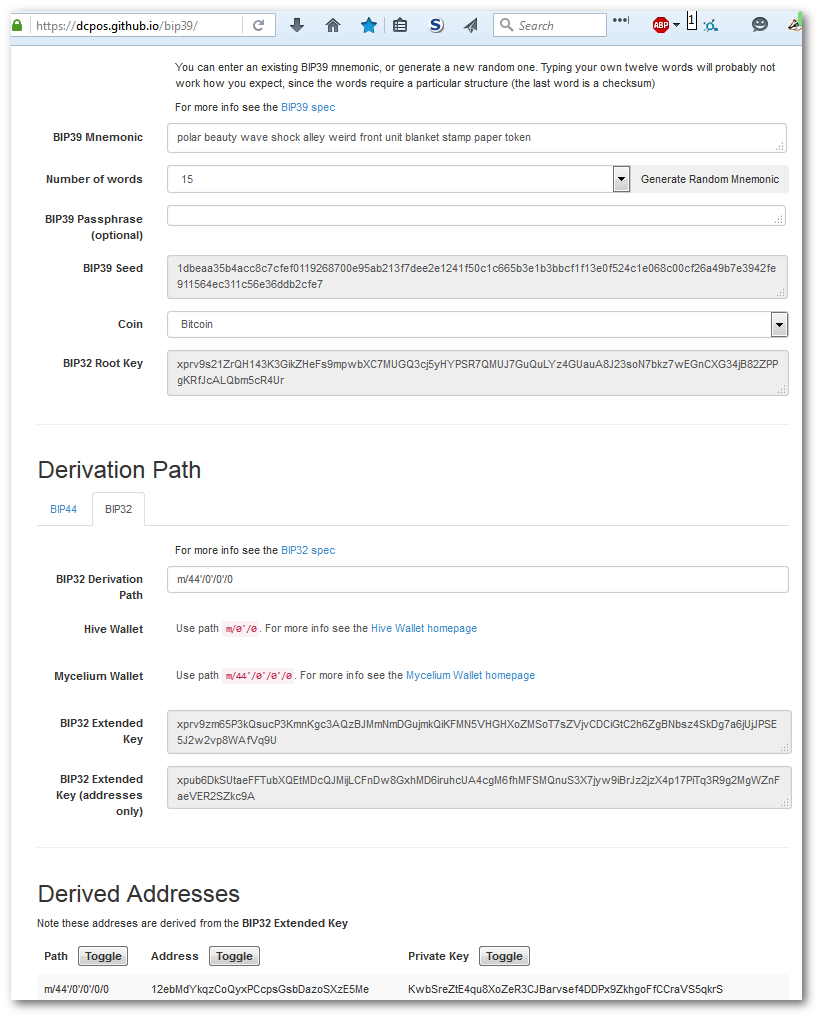 https://dcpos.github.io/bip39/
Search
ABP
1
You can enter an existing BIP39 mnemonic, or generate a new random one. Typing your own twelve words will probably not
work how you expect, since the words require a particular structure (the last word is a checksum)
For more info see the BIP39 spec
BIP39 Mnemonic
polar beauty wave shock alley weird front unit blanket stamp paper token
Number of words
15
Generate Random Mnemonic
BIP39 Passphrase
(optional)
BIP39 Seed
1dbeaa35b4acc8c7cfef0119268700e95ab213f7dee2e1241f50c1c665b3e1b3bbcf1f13e0f524c1e068c00cf26a49b7e3942fe
911564ec311c56e36ddb2cfe7
Coin
Bitcoin
BIP32 Root Key
xprv9s21ZrQH143K3GikZHeFs9mpwbXC7MUGQ3cj5yHYPSR7QMUJ7GuQuLYz4GUauA8J23soN7bkz7wEGnCXG34jB82ZPP
gKRfJcALQbm5cR4Ur
Derivation Path
BIP44
BIP32
For more info see the BIP32 spec
BIP32 Derivation
Path
m/44'/0'/0'/0
Hive Wallet
Use path m/0'/0. For more info see the Hive Wallet homepage
Mycelium Wallet
Use path m/44'/0'/0'/0. For more info see the Mycelium Wallet homepage
BIP32 Extended
Key
xprv9zm65P3kQsucP3KmnKgc3AQzBJMmNmDGujmkQiKFMN5VHGHXoZMSoT7sZVjvCDCiGtC2h6ZgBNbsz4SkDg7a6jUjJPSE
5J2w2vp8WAfVq9U
BIP32 Extended
Key (addresses
only)
xpub6DkSUtaeFFTubXQEtMDcQJMijLCFnDw8GxhMD6iruhcUA4cgM6fhMFSMQnuS3X7jyw9iBrJz2jzX4p17PiTq3R9g2MgWZnF
aeVER2SZkc9A
Derived Addresses
Note these addreses are derived from the BIP32 Extended Key
Path Toggle Address Toggle Private Key Toggle
m/44'/0'/0'/0/0 12ebMdYkqzCoQyxPCcpsGsbDazoSXzE5Me KwbSreZtE4qu8XoZeR3CJBarvsef4DDPx9ZkhgoFfCCraVS5qkrS